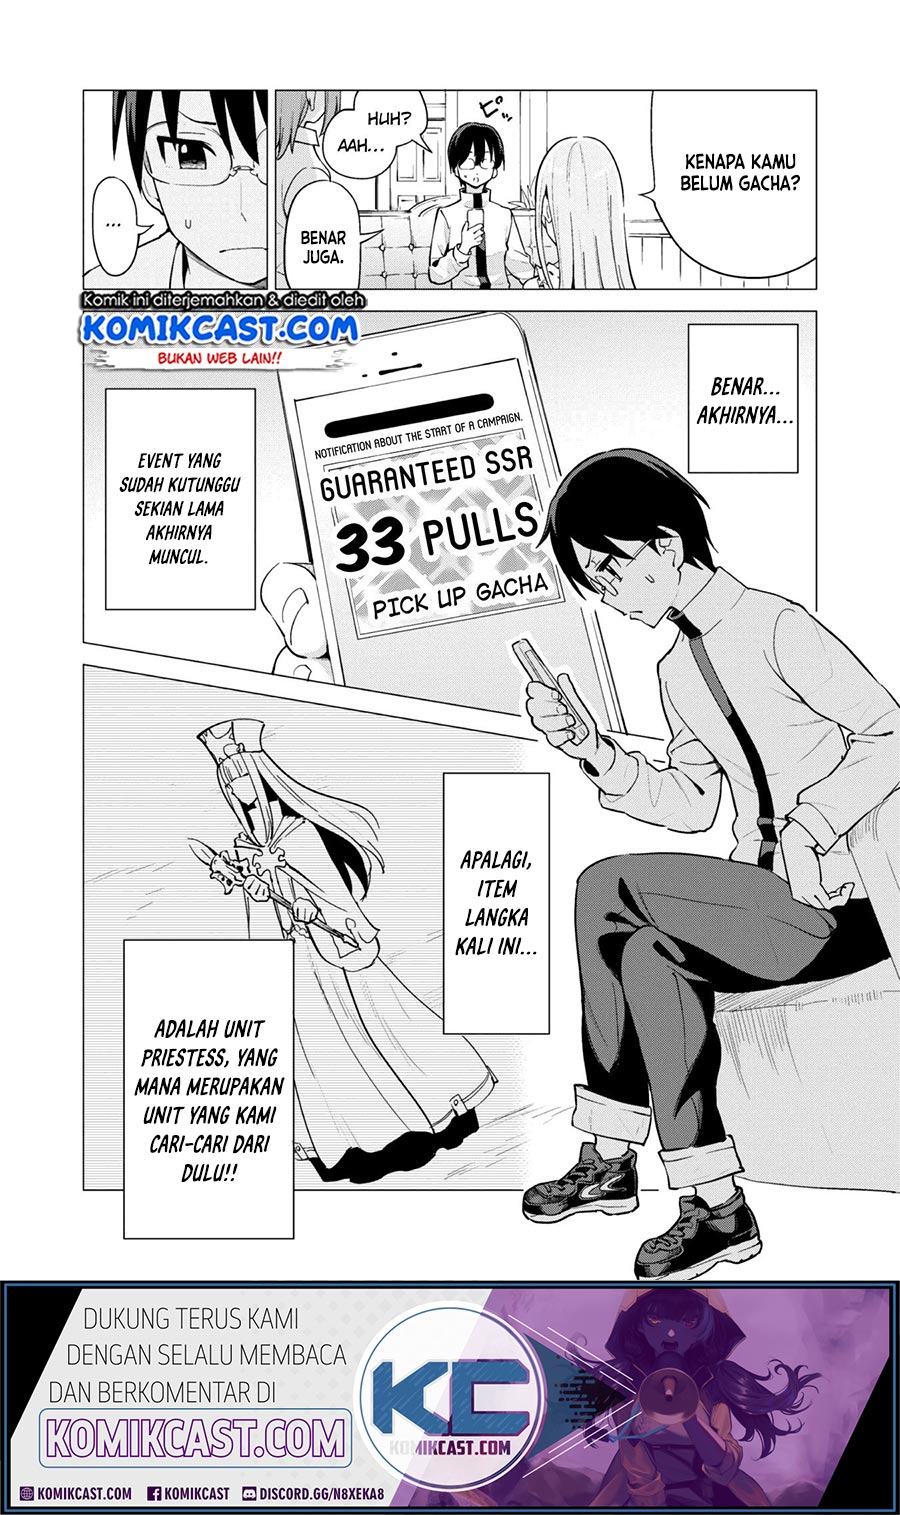 KENAPA KAMU
BELUM GACHA?
ピッ
HUH?
AAH...
BENAR
JUGA.
...
Komik ini diterjemahkan & diedit oleh
KOMIKCAST.COM
BUKAN WEB LAIN!!
BENAR...
AKHIRNYA...
NOTIFICATION ABOUT THE START OF A CAMPAIGN.
GUARANTEED SSR
33 PULLS
PICK UP GACHA
EVENT YANG
SUDAH KUTUNGGU
SEKIAN LAMA
AKHIRNYA
MUNCUL.
APALAGI,
ITEM
LANGKA
KALI INI...
ADALAH UNIT
PRIESTESS, YANG
MANA MERUPAKAN
UNIT YANG KAMI
CARI-CARI DARI
DULU!!
DUKUNG TERUS KAMI
DENGAN SELALU MEMBACA
DAN BERKOMENTAR DI
KOMIKCAST.COM
KC
KOMIKCAST.COM
KOMIKCAST.COM
KOMIKCAST
DISCORD.GG/N8XEKA8